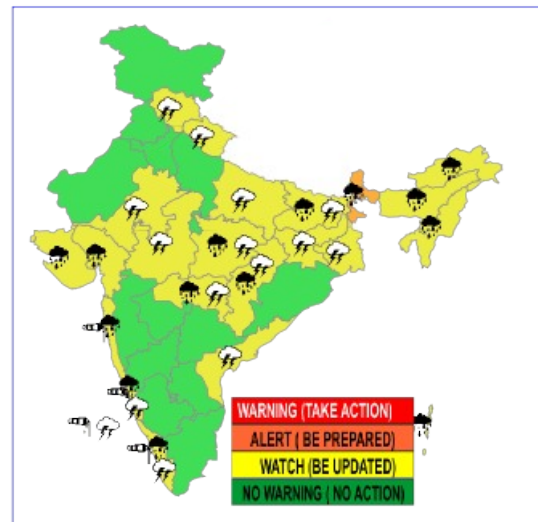 WARNING (TAKE ACTION)
ALERT ( BE PREPARED)
WATCH (BE UPDATED)
NO WARNING ( NO ACTION)